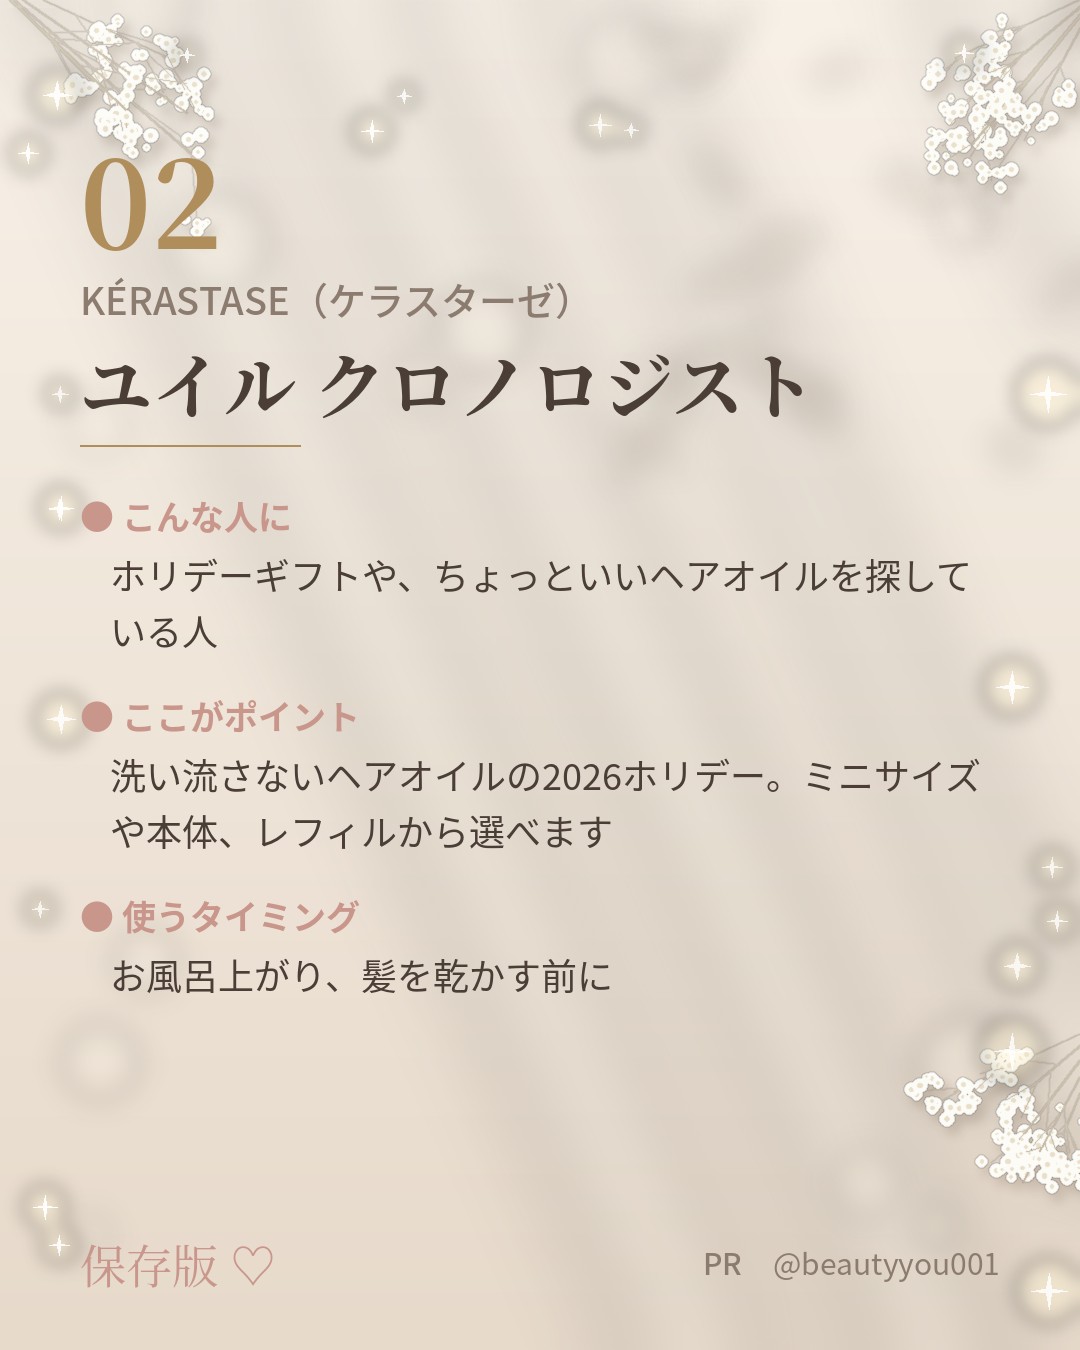 02
KÉRASTASE（ケラスターゼ）
ユイル クロノロジスト
● こんな人に
ホリデーギフトや、ちょっといいヘアオイルを探して
いる人
● ここがポイント
洗い流さないヘアオイルの2026ホリデー。ミニサイズ
や本体、レフィルから選べます
● 使うタイミング
お風呂上がり、髪を乾かす前に
保存版 ♡
PR @beautyyou001